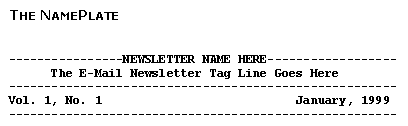 THE NAMEPLATE
----------------NEWSLETTER NAME HERE------------------
The E-Mail Newsletter Tag Line Goes Here
-------------------------------------------------------
Vol. 1, No. 1 January, 1999
-------------------------------------------------------